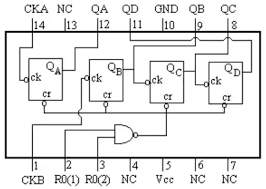 CKA NC QA QD GND QB QC
14 13 12 11 10 9 8
QA QB QC QD
ck ck ck ck
cr cr cr cr
1 2 3 4 5 6 7
CKB R0(1) R0(2) NC Vcc NC NC